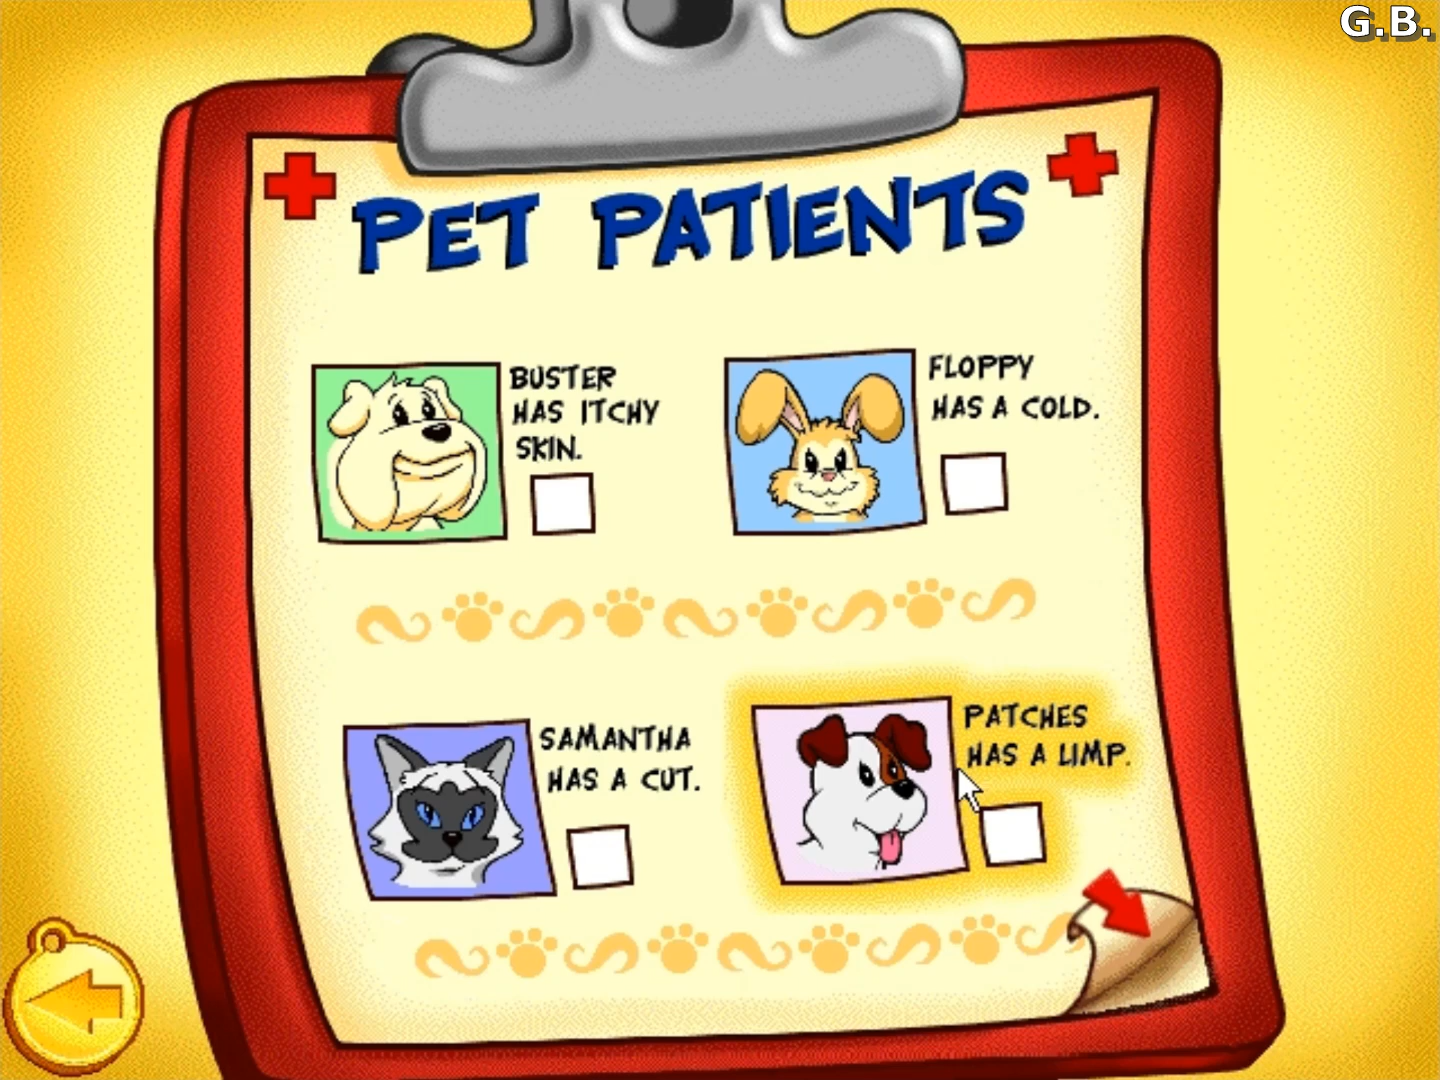 G.B.
PET PATIENTS
BUSTER
HAS ITCHY
SKIN.
FLOPPY
HAS A COLD.
SAMANTHA
HAS A CUT.
PATCHES
HAS A LIMP.